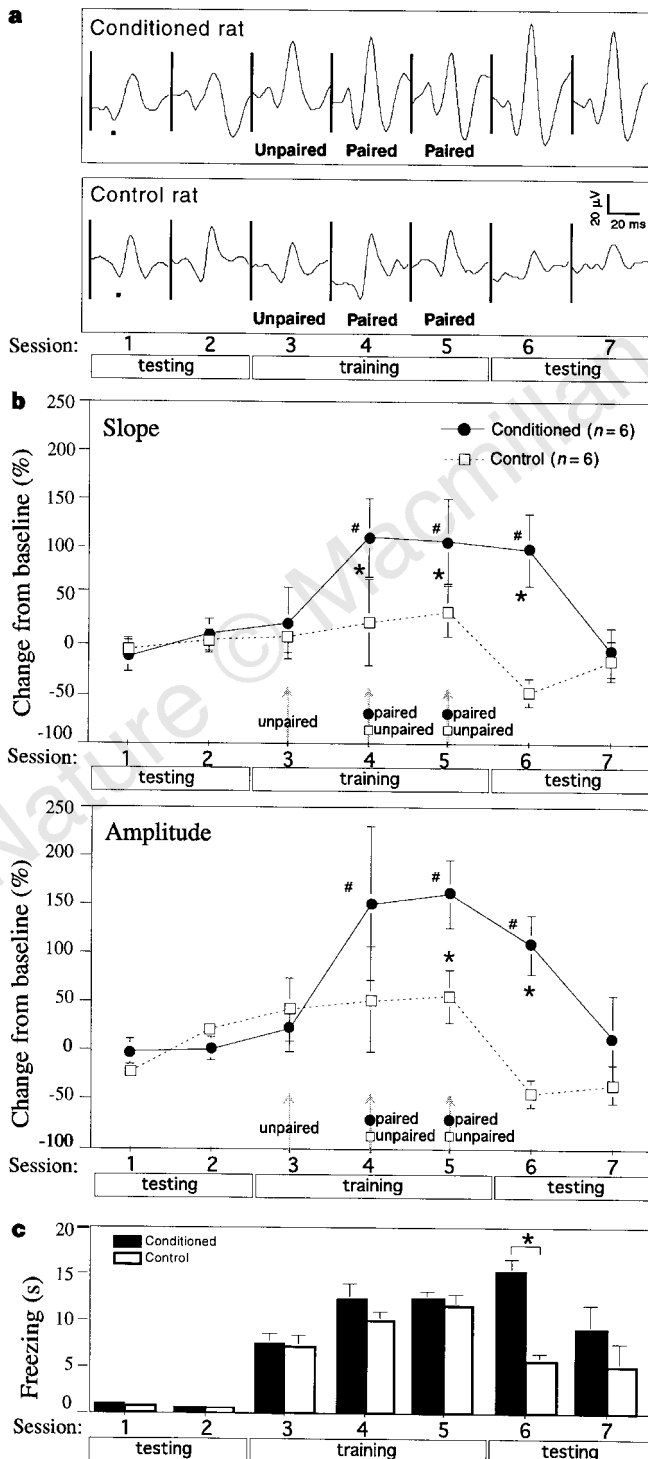 a
Conditioned rat
Unpaired Paired Paired
Control rat
20 µV
20 ms
Unpaired Paired Paired
Session: 1 2 3 4 5 6 7
testing training testing
b
Slope
Conditioned (n=6)
Control (n=6)
Change from baseline (%)
250
200
150
100
50
0
-50
-100
# # #
* * *
unpaired
paired paired
unpaired unpaired
Session: 1 2 3 4 5 6 7
testing training testing
Amplitude
Change from baseline (%)
250
200
150
100
50
0
-50
-100
# # #
* *
unpaired
paired paired
unpaired unpaired
Session: 1 2 3 4 5 6 7
testing training testing
c
Conditioned
Control
Freezing (s)
20
15
10
5
0
*
Session: 1 2 3 4 5 6 7
testing training testing
Nature © Macmillan